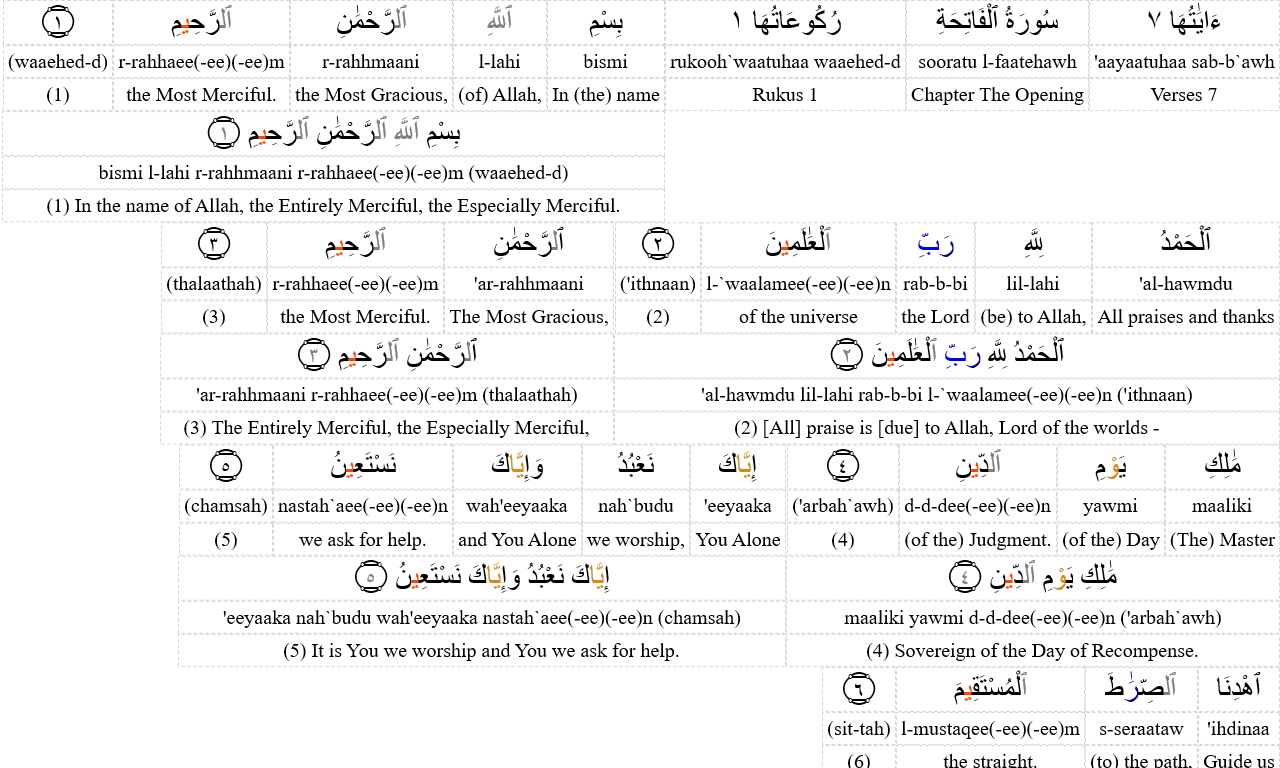 ءَايَٰتُهَا ٧ سُورَةُ ٱلْفَاتِحَةِ رُكُوعَاتُهَا ١ بِسْمِ ٱللَّهِ ٱلرَّحْمَٰنِ ٱلرَّحِيمِ ١
'aayaatuhaa sab-b`awh sooratu l-faatehawh rukooh`waatuhaa waaehed-d bismi l-lahi r-rahhmaani r-rahhaee(-ee)(-ee)m (waaehed-d)
Verses 7 Chapter The Opening Rukus 1 In (the) name (of) Allah, the Most Gracious, the Most Merciful. (1)
بِسْمِ ٱللَّهِ ٱلرَّحْمَٰنِ ٱلرَّحِيمِ ١
bismi l-lahi r-rahhmaani r-rahhaee(-ee)(-ee)m (waaehed-d)
(1) In the name of Allah, the Entirely Merciful, the Especially Merciful.
ٱلْحَمْدُ لِلَّهِ رَبِّ ٱلْعَٰلَمِينَ ٢ ٱلرَّحْمَٰنِ ٱلرَّحِيمِ ٣
'al-hawmdu lil-lahi rab-b-bi l-`waalamee(-ee)(-ee)n ('ithnaan) 'ar-rahhmaani r-rahhaee(-ee)(-ee)m (thalaathah)
All praises and thanks (be) to Allah, the Lord of the universe (2) The Most Gracious, the Most Merciful. (3)
ٱلْحَمْدُ لِلَّهِ رَبِّ ٱلْعَٰلَمِينَ ٢ ٱلرَّحْمَٰنِ ٱلرَّحِيمِ ٣
'al-hawmdu lil-lahi rab-b-bi l-`waalamee(-ee)(-ee)n ('ithnaan) 'ar-rahhmaani r-rahhaee(-ee)(-ee)m (thalaathah)
(2) [All] praise is [due] to Allah, Lord of the worlds - (3) The Entirely Merciful, the Especially Merciful,
مَٰلِكِ يَوْمِ ٱلدِّينِ ٤ إِيَّاكَ نَعْبُدُ وَإِيَّاكَ نَسْتَعِينُ ٥
maaliki yawmi d-d-dee(-ee)(-ee)n ('arbah`awh) 'eeyaaka nah`budu wah'eeyaaka nastah`aee(-ee)(-ee)n (chamsah)
(The) Master (of the) Day (of the) Judgment. (4) You Alone we worship, and You Alone we ask for help. (5)
مَٰلِكِ يَوْمِ ٱلدِّينِ ٤ إِيَّاكَ نَعْبُدُ وَإِيَّاكَ نَسْتَعِينُ ٥
maaliki yawmi d-d-dee(-ee)(-ee)n ('arbah`awh) 'eeyaaka nah`budu wah'eeyaaka nastah`aee(-ee)(-ee)n (chamsah)
(4) Sovereign of the Day of Recompense. (5) It is You we worship and You we ask for help.
ٱهْدِنَا ٱلصِّرَٰطَ ٱلْمُسْتَقِيمَ ٦
'ihdinaa s-seraataw l-mustaqee(-ee)(-ee)m (sit-tah)
Guide us (to) the path, the straight. (6)